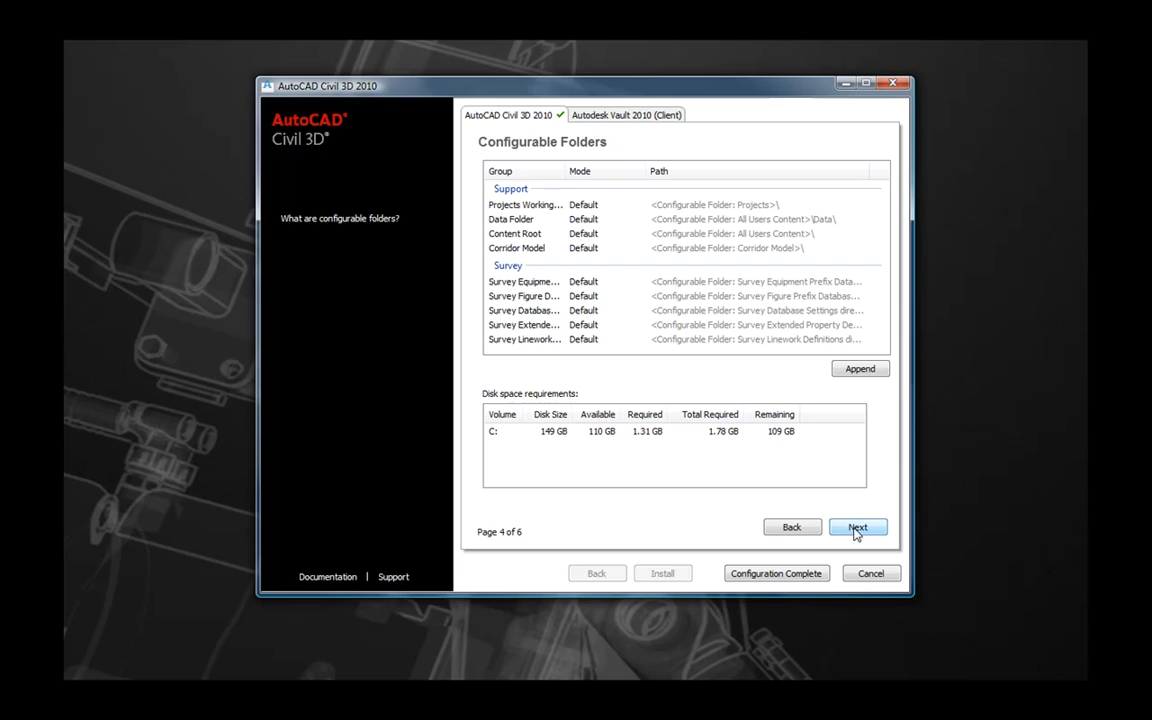 AutoCAD Civil 3D 2010
AutoCAD®
Civil 3D®
What are configurable folders?
Documentation | Support
AutoCAD Civil 3D 2010 Autodesk Vault 2010 (Client)
Configurable Folders
Group Mode Path
Support
Projects Working... Default <Configurable Folder: Projects>\
Data Folder Default <Configurable Folder: All Users Content>\Data\
Content Root Default <Configurable Folder: All Users Content>\
Corridor Model Default <Configurable Folder: Corridor Model>\
Survey
Survey Equipme... Default <Configurable Folder: Survey Equipment Prefix Data...
Survey Figure D... Default <Configurable Folder: Survey Figure Prefix Databas...
Survey Databas... Default <Configurable Folder: Survey Database Settings dire...
Survey Extende... Default <Configurable Folder: Survey Extended Property De...
Survey Linework... Default <Configurable Folder: Survey Linework Definitions di...
Append
Disk space requirements:
Volume Disk Size Available Required Total Required Remaining
C: 149 GB 110 GB 1.31 GB 1.78 GB 109 GB
Page 4 of 6
Back Next
Back Install Configuration Complete Cancel